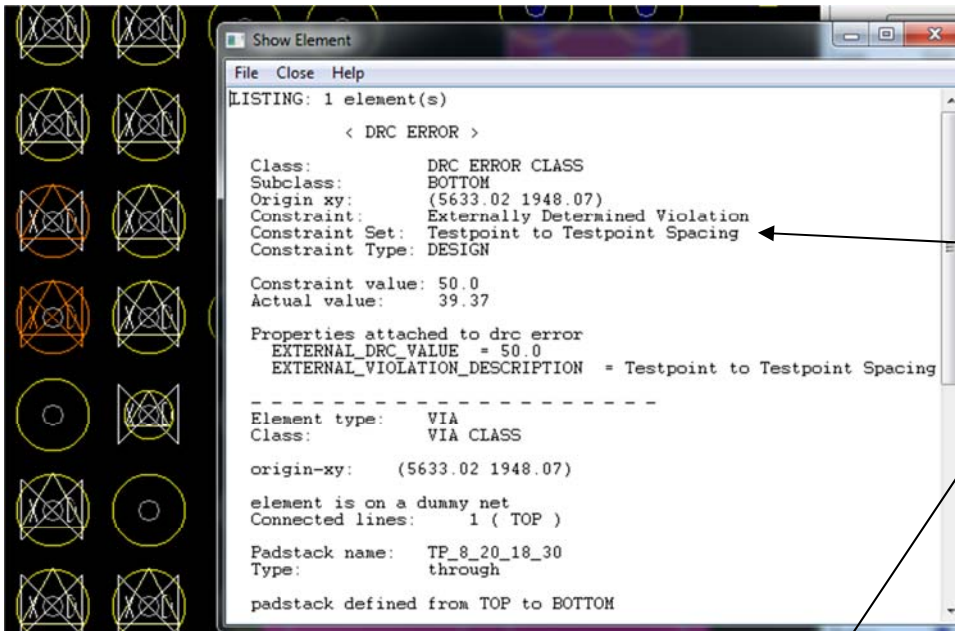 Show Element
File Close Help
LISTING: 1 element(s)
< DRC ERROR >
Class: DRC ERROR CLASS
Subclass: BOTTOM
Origin xy: (5633.02 1948.07)
Constraint: Externally Determined Violation
Constraint Set: Testpoint to Testpoint Spacing
Constraint Type: DESIGN
Constraint value: 50.0
Actual value: 39.37
Properties attached to drc error
EXTERNAL_DRC_VALUE = 50.0
EXTERNAL_VIOLATION_DESCRIPTION = Testpoint to Testpoint Spacing
- - - - - - - - - - - - - - - - - - - - - -
Element type: VIA
Class: VIA CLASS
origin-xy: (5633.02 1948.07)
element is on a dummy net
Connected lines: 1 ( TOP )
Padstack name: TP_8_20_18_30
Type: through
padstack defined from TOP to BOTTOM